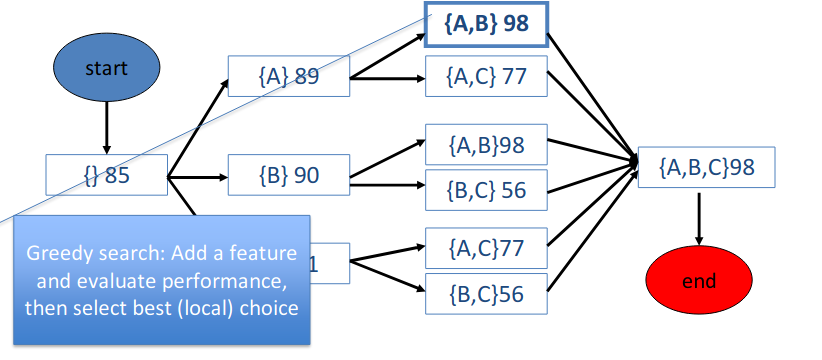 start
{} 85
{A} 89
{B} 90
1
{A,B} 98
{A,C} 77
{A,B}98
{B,C} 56
{A,C}77
{B,C}56
{A,B,C}98
end
Greedy search: Add a feature
and evaluate performance,
then select best (local) choice